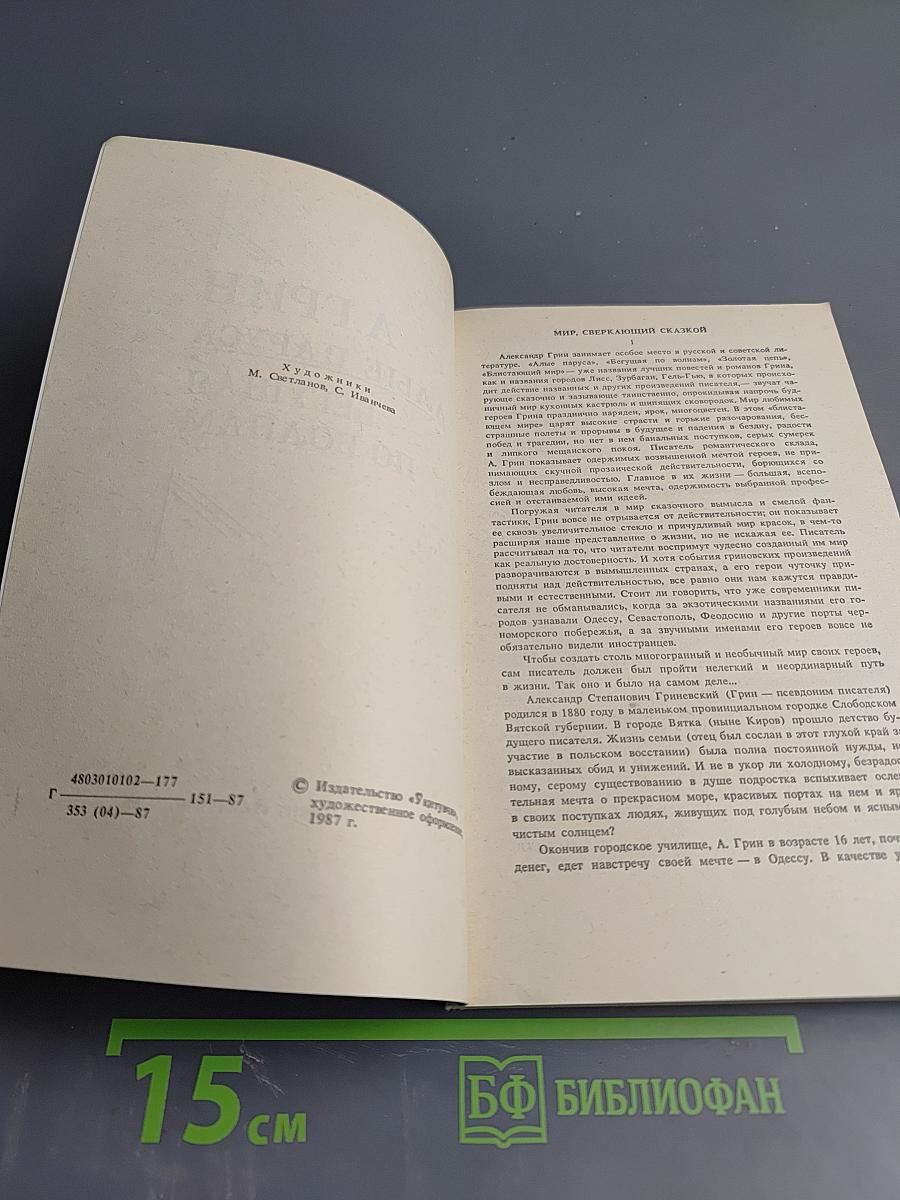 Художники
М. Светланов, С. Иванчева
4803010102—177
Г 151—87
353 (04)—87
© Издательство
художественное
1987 г.
МИР, СВЕРКАЮЩИЙ СКАЗКОЙ
1
Александр Грин занимает особое место в русской и советской ли-
тературе. «Алые паруса», «Бегущая по волнам», «Золотая цепь»,
«Блистающий мир» — уже названия лучших повестей и романов Грина,
как и названия городов Лисс, Зурбаган, Гель-Гью, в которых происхо-
дит действие названных и других произведений писателя,— звучат ча-
рующе сказочно и зазывающе таинственно, опрокидывая напрочь буд-
ничный мир кухонных кастрюль и шипящих сковородок. Мир любимых
героев Грина празднично наряден, ярок, многоцветен. В этом «блиста-
ющем мире» царят высокие страсти и горькие разочарования, бес-
страшные полеты и прорывы в будущее и падения в бездну, радости
побед и трагедии, но нет в нем банальных поступков, серых сумерек
и липкого мещанского покоя. Писатель романтического склада,
А. Грин показывает одержимых возвышенной мечтой героев, не при-
нимающих скучной прозаической действительности, борющихся со
злом и несправедливостью. Главное в их жизни — большая, всепо-
беждающая любовь, высокая мечта, одержимость выбранной профес-
сией и отстаиваемой ими идеей.
Погружая читателя в мир сказочного вымысла и смелой фан-
тастики, Грин вовсе не отрывается от действительности; он показывает
ее сквозь увеличительное стекло и причудливый мир красок, в чем-то
расширяя наше представление о жизни, но не искажая ее. Писатель
рассчитывал на то, что читатели воспримут чудесно созданный им мир
как реальную достоверность. И хотя события гриновских произведений
разворачиваются в вымышленных странах, а его герои чуточку при-
подняты над действительностью, все равно они нам кажутся правди-
выми и естественными. Стоит ли говорить, что уже современники пи-
сателя не обманывались, когда за экзотическими названиями его го-
родов узнавали Одессу, Севастополь, Феодосию и другие порты чер-
номорского побережья, а за звучными именами его героев вовсе не
обязательно видели иностранцев.
Чтобы создать столь многогранный и необычный мир своих героев,
сам писатель должен был пройти нелегкий и неординарный путь
в жизни. Так оно и было на самом деле...
Александр Степанович Гриневский (Грин — псевдоним писателя)
родился в 1880 году в маленьком провинциальном городке Слободском
Вятской губернии. В городе Вятка (ныне Киров) прошло детство бу-
дущего писателя. Жизнь семьи (отец был сослан в этот глухой край за
участие в польском восстании) была полна постоянной нужды, не
высказанных обид и унижений. И не в укор ли холодному, безрадос
ному, серому существованию в душе подростка вспыхивает осле
тельная мечта о прекрасном море, красивых портах на нем и яр
в своих поступках людях, живущих под голубым небом и ясным
чистым солнцем?
Окончив городское училище, А. Грин в возрасте 16 лет, поч
денег, едет навстречу своей мечте — в Одессу. В качестве у
15 см
БФ БИБЛИОФАН